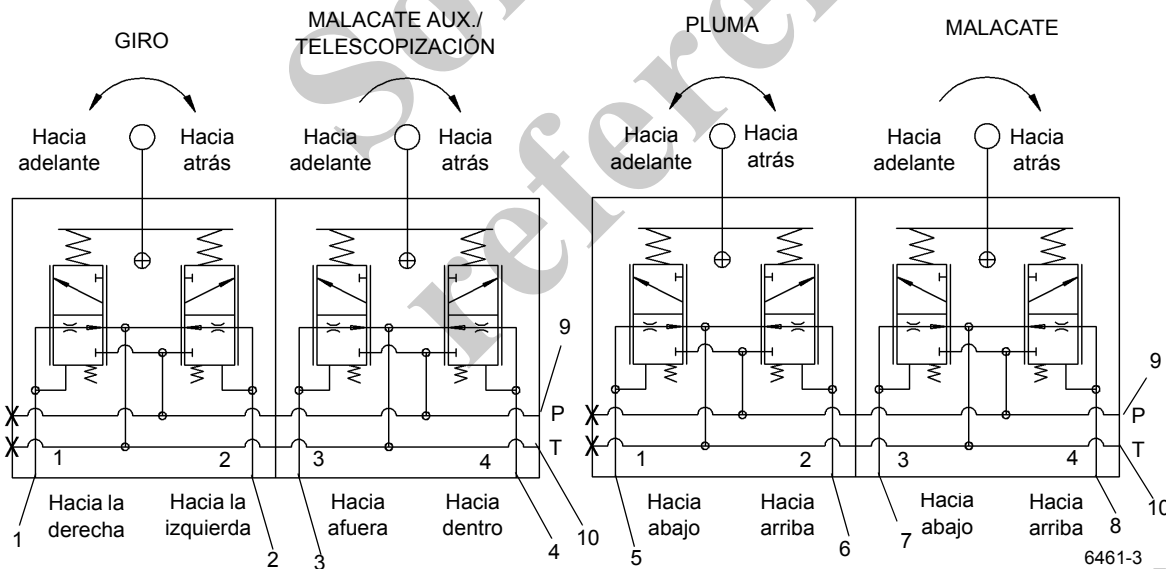 GIRO
MALACATE AUX./
TELESCOPIZACIÓN
PLUMA
MALACATE
Hacia
adelante
Hacia
atrás
Hacia
adelante
Hacia
atrás
Hacia
adelante
Hacia
atrás
Hacia
adelante
Hacia
atrás
9
9
X P
X T
X P
X T
1 2 3 4
1 2 3 4
Hacia la
derecha
Hacia la
izquierda
Hacia
afuera
Hacia
dentro
Hacia
abajo
Hacia
arriba
Hacia
abajo
Hacia
arriba
1 2 3 4 10
5 6 7 8 10
6461-3
refere